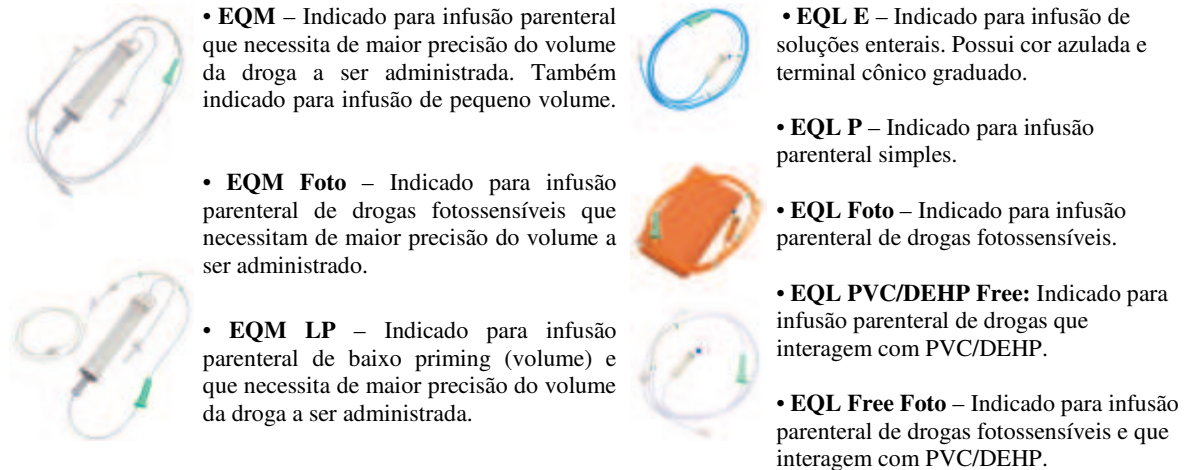 • EQM – Indicado para infusão parenteral
que necessita de maior precisão do volume
da droga a ser administrada. Também
indicado para infusão de pequeno volume.
• EQM Foto – Indicado para infusão
parenteral de drogas fotossensíveis que
necessitam de maior precisão do volume a
ser administrado.
• EQM LP – Indicado para infusão
parenteral de baixo priming (volume) e
que necessita de maior precisão do volume
da droga a ser administrada.
• EQL E – Indicado para infusão de
soluções enterais. Possui cor azulada e
terminal cônico graduado.
• EQL P – Indicado para infusão
parenteral simples.
• EQL Foto – Indicado para infusão
parenteral de drogas fotossensíveis.
• EQL PVC/DEHP Free: Indicado para
infusão parenteral de drogas que
interagem com PVC/DEHP.
• EQL Free Foto – Indicado para infusão
parenteral de drogas fotossensíveis e que
interagem com PVC/DEHP.